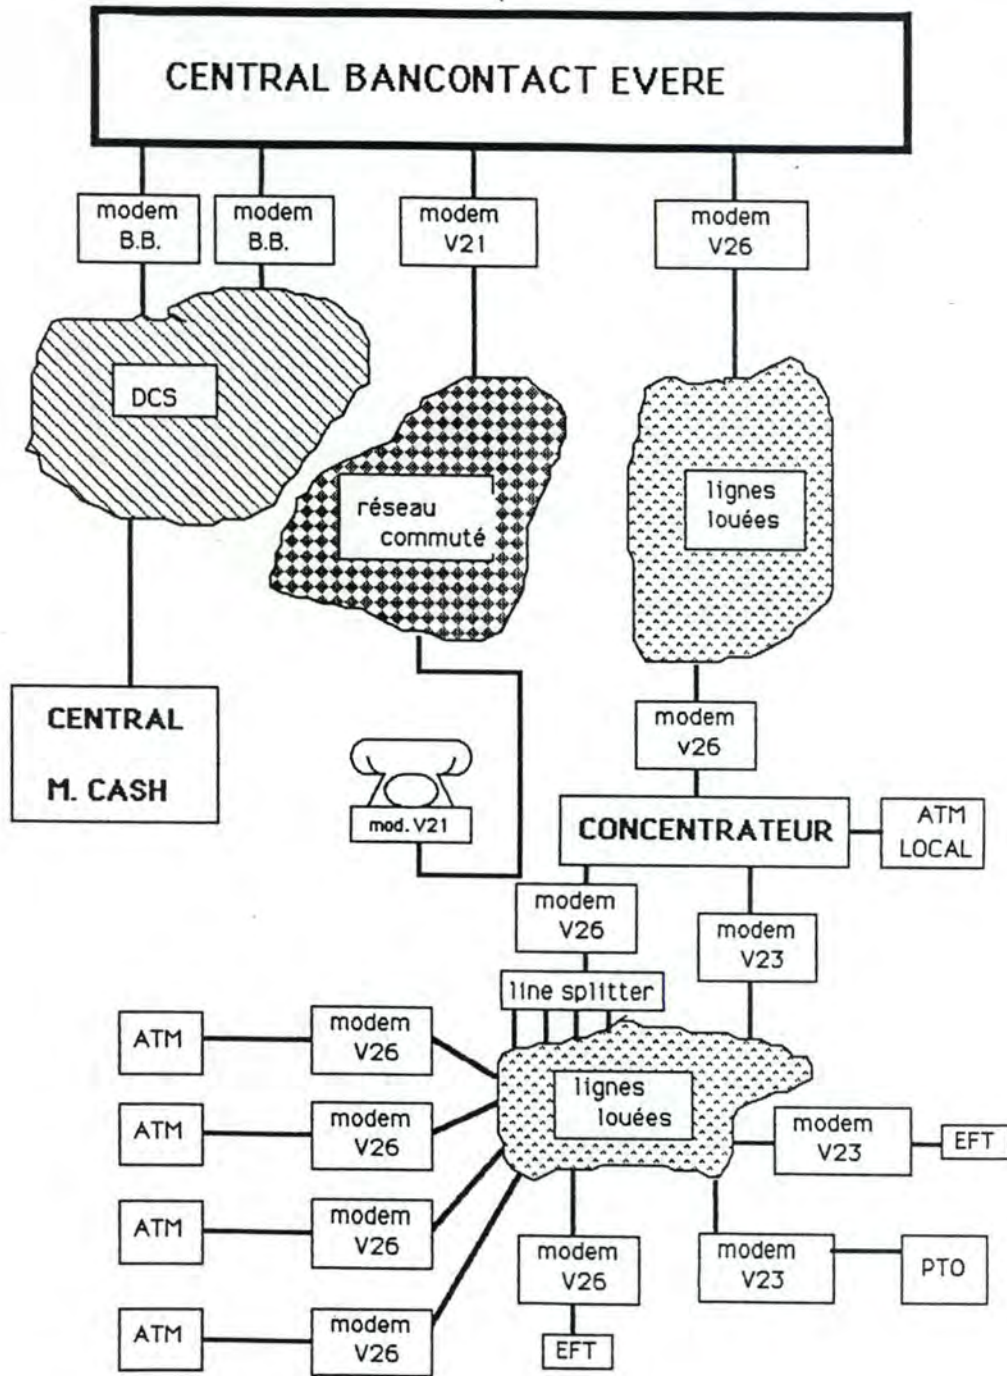 CENTRAL BANCONTACT EVERE
modem
B.B.
modem
B.B.
modem
V21
modem
V26
DCS
réseau
commuté
lignes
louées
CENTRAL
M. CASH
modem
v26
mod. V21
CONCENTRATEUR
ATM
LOCAL
modem
V26
modem
V23
line splitter
ATM
modem
V26
lignes
louées
ATM
modem
V26
modem
V23
EFT
ATM
modem
V26
modem
V26
modem
V23
PTO
ATM
modem
V26
EFT